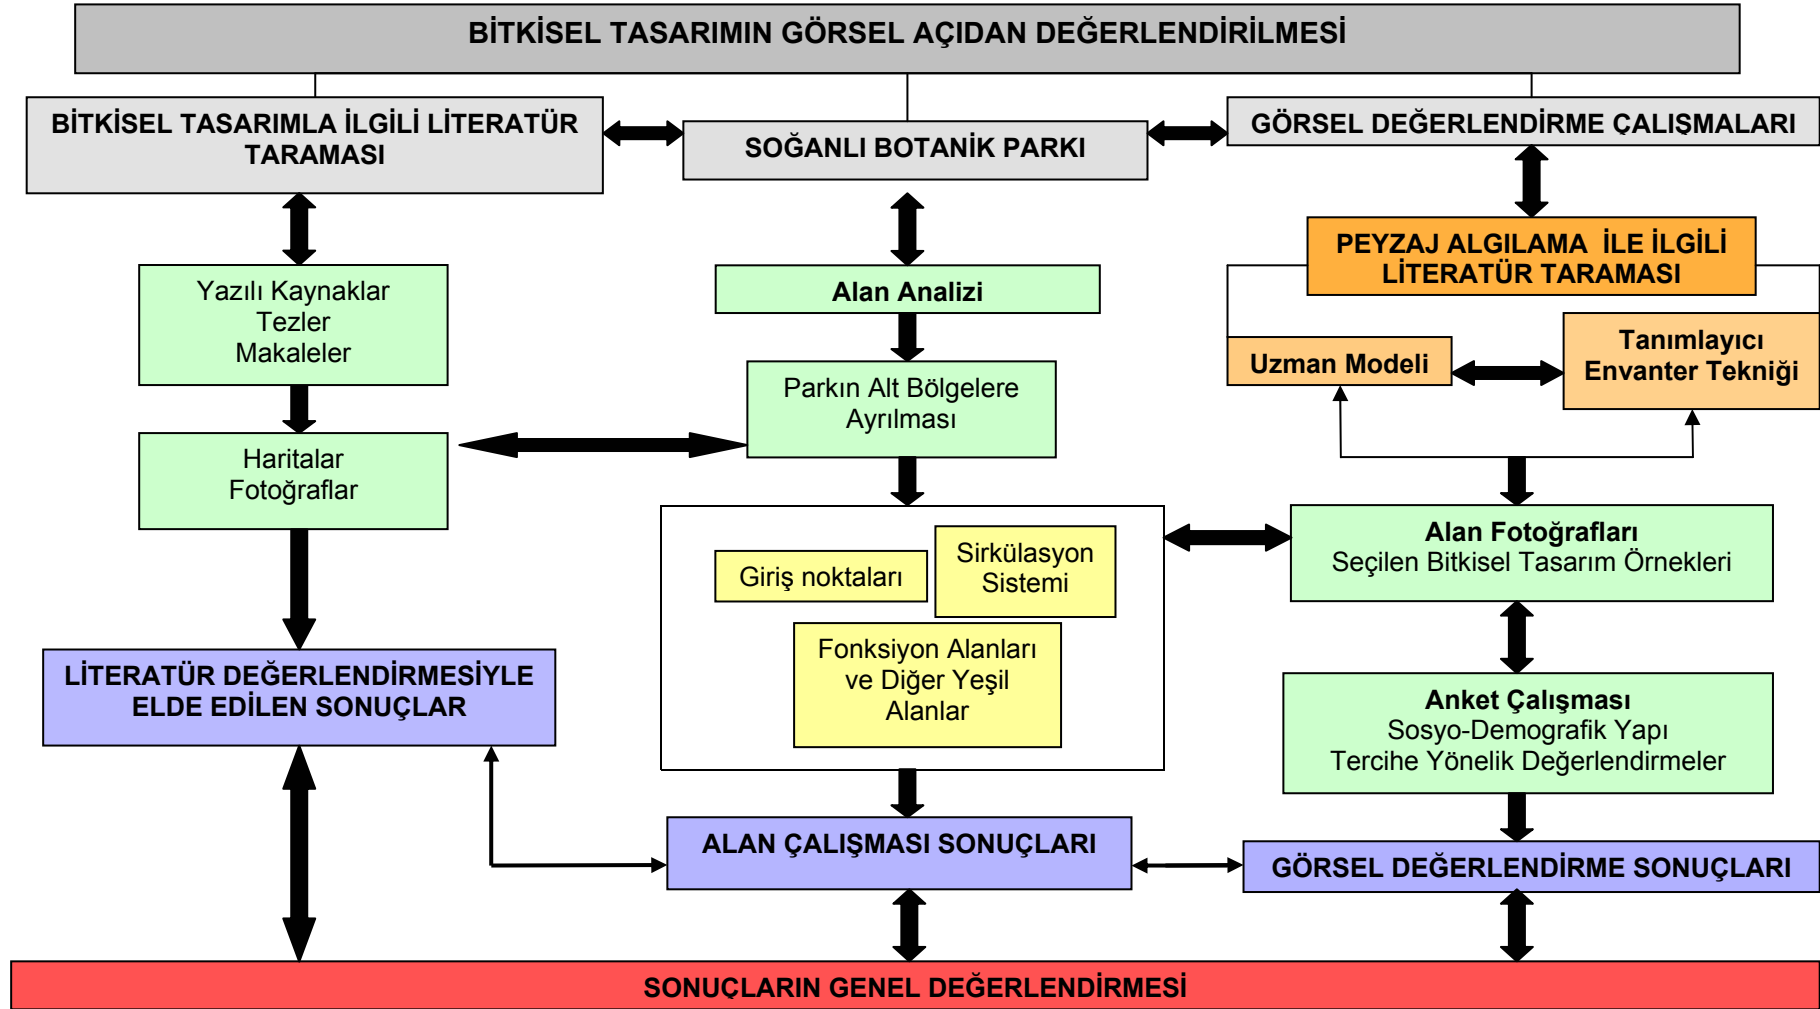 BİTKİSEL TASARIMIN GÖRSEL AÇIDAN DEĞERLENDİRİLMESİ
BİTKİSEL TASARIMLA İLGİLİ LİTERATÜR
TARAMASI
SOĞANLI BOTANİK PARKI
GÖRSEL DEĞERLENDİRME ÇALIŞMALARI
Yazılı Kaynaklar
Tezler
Makaleler
Haritalar
Fotoğraflar
LİTERATÜR DEĞERLENDİRMESİYLE
ELDE EDİLEN SONUÇLAR
Alan Analizi
Parkın Alt Bölgelere
Ayrılması
Giriş noktaları
Sirkülasyon
Sistemi
Fonksiyon Alanları
ve Diğer Yeşil
Alanlar
ALAN ÇALIŞMASI SONUÇLARI
PEYZAJ ALGILAMA İLE İLGİLİ
LİTERATÜR TARAMASI
Uzman Modeli
Tanımlayıcı
Envanter Tekniği
Alan Fotoğrafları
Seçilen Bitkisel Tasarım Örnekleri
Anket Çalışması
Sosyo-Demografik Yapı
Tercihe Yönelik Değerlendirmeler
GÖRSEL DEĞERLENDİRME SONUÇLARI
SONUÇLARIN GENEL DEĞERLENDİRMESİ